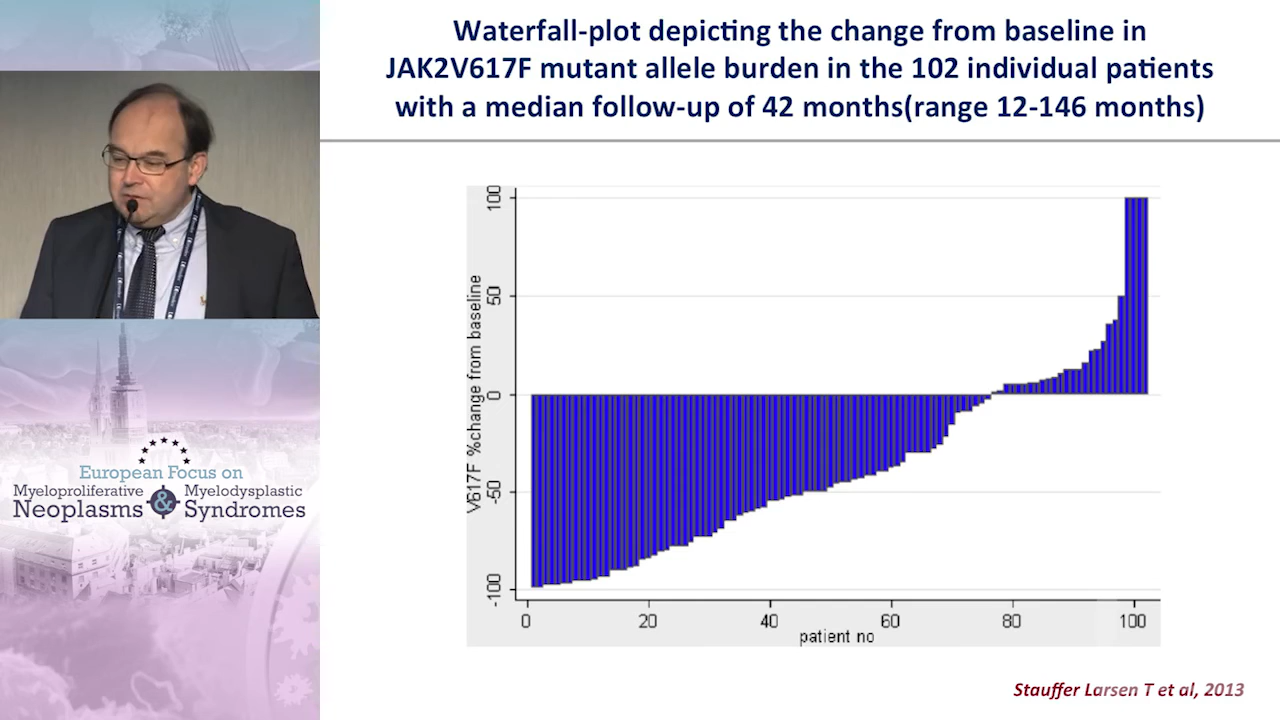 Waterfall-plot depicting the change from baseline in
JAK2V617F mutant allele burden in the 102 individual patients
with a median follow-up of 42 months(range 12-146 months)
100
50
0
-50
-100
V617F %change from baseline
0 20 40 60 80 100
patient no
Stauffer Larsen T et al, 2013
European Focus on
Myeloproliferative & Myelodysplastic
Neoplasms Syndromes